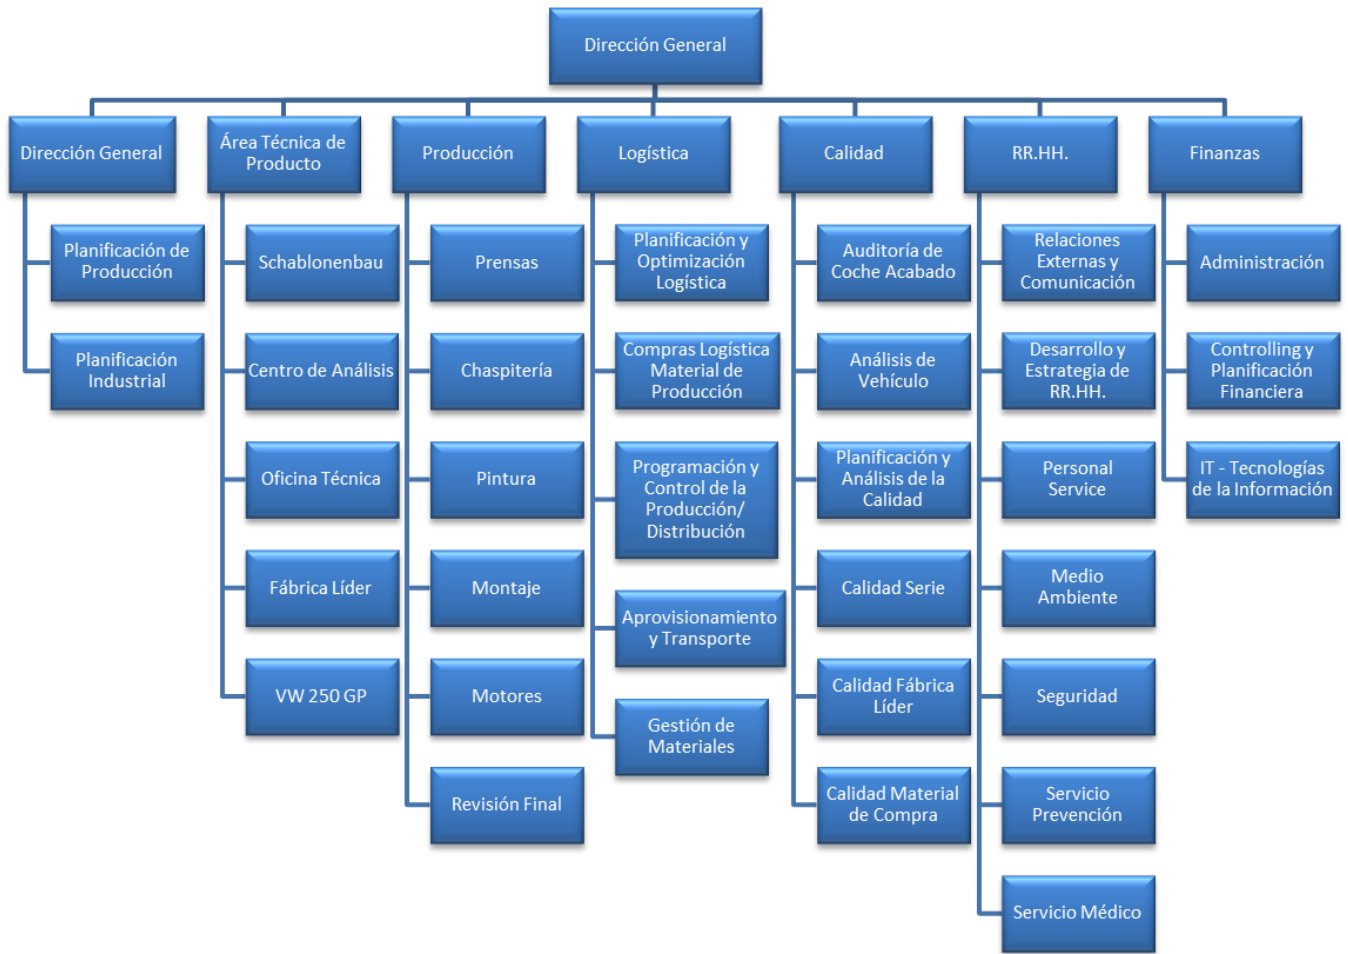 Dirección General
Dirección General
Planificación de
Producción
Planificación
Industrial
Área Técnica de
Producto
Schablonenbau
Centro de Análisis
Oficina Técnica
Fábrica Líder
VW 250 GP
Producción
Prensas
Chaspitería
Pintura
Montaje
Motores
Revisión Final
Logística
Planificación y
Optimización
Logística
Compras Logística
Material de
Producción
Programación y
Control de la
Producción/
Distribución
Aprovisionamiento
y Transporte
Gestión de
Materiales
Calidad
Auditoría de
Coche Acabado
Análisis de
Vehículo
Planificación y
Análisis de la
Calidad
Calidad Serie
Calidad Fábrica
Líder
Calidad Material
de Compra
RR.HH.
Relaciones
Externas y
Comunicación
Desarrollo y
Estrategia de
RR.HH.
Personal
Service
Medio
Ambiente
Seguridad
Servicio
Prevención
Servicio Médico
Finanzas
Administración
Controlling y
Planificación
Financiera
IT - Tecnologías
de la Información